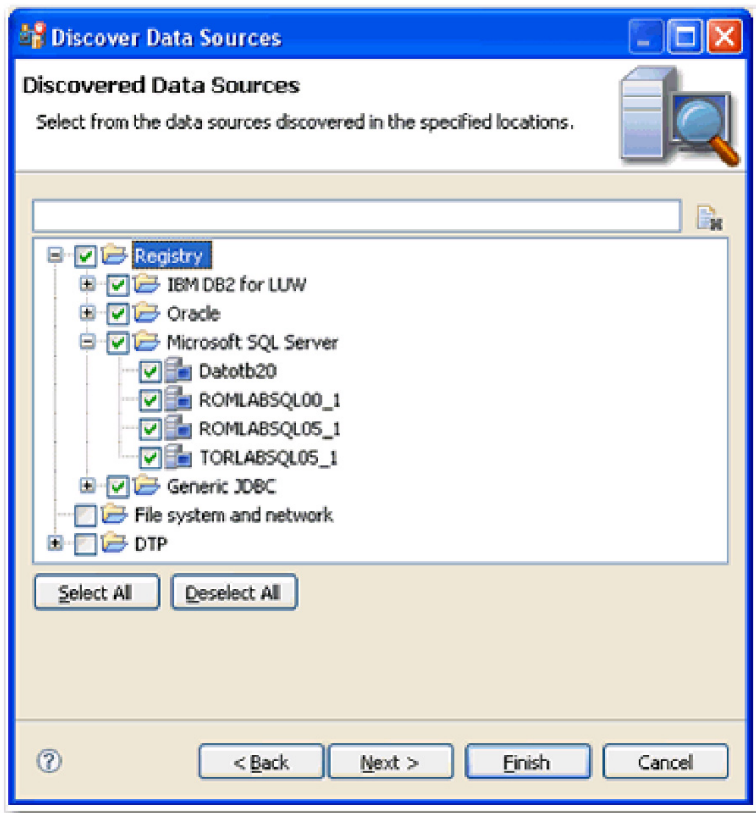 Discover Data Sources
Discovered Data Sources
Select from the data sources discovered in the specified locations.
Registry
IBM DB2 for LUW
Oracle
Microsoft SQL Server
Datotb20
ROMLABSQL00_1
ROMLABSQL05_1
TORLABSQL05_1
Generic JDBC
File system and network
DTP
Select All Deselect All
? < Back Next > Finish Cancel